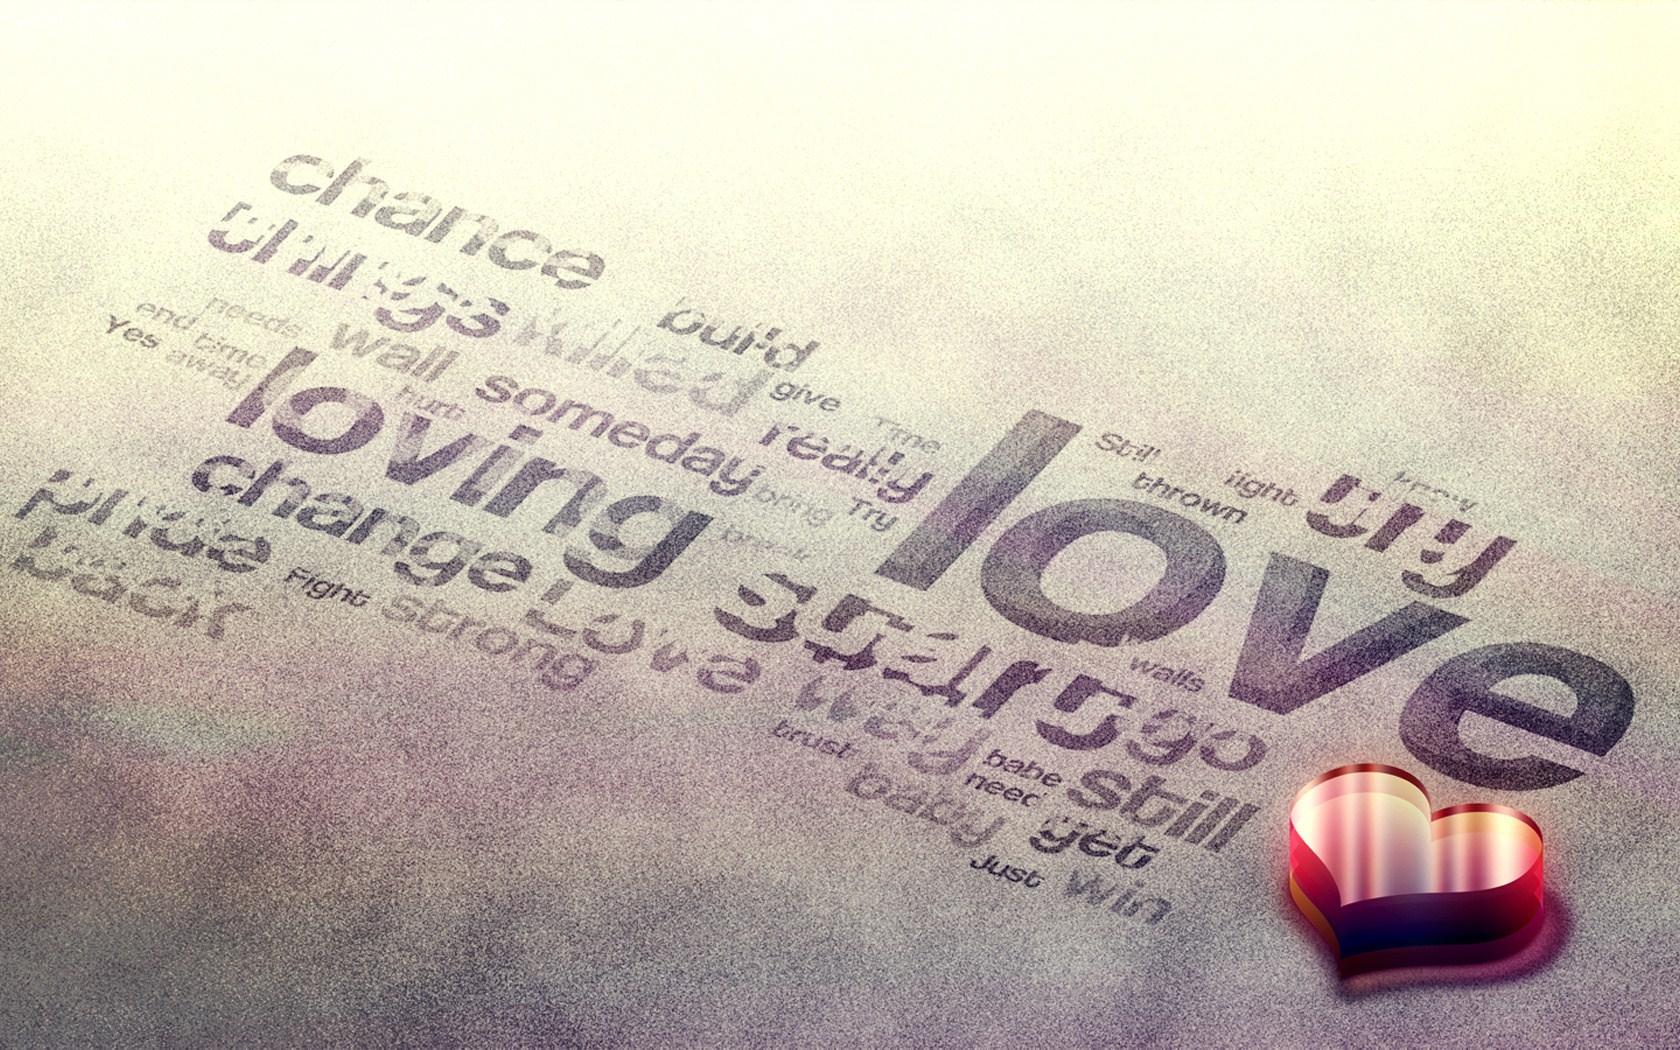 chance
things
killed
build
needs
wall
give
Time
end
time
Yes
away
hurt
someday
really
loving
bring
Try
love
Still
light
try
know
thrown
change
break
pride
back
Fight
strong
Love
start
walls
go
way
trust
babe
need
still
baby
get
Just
win